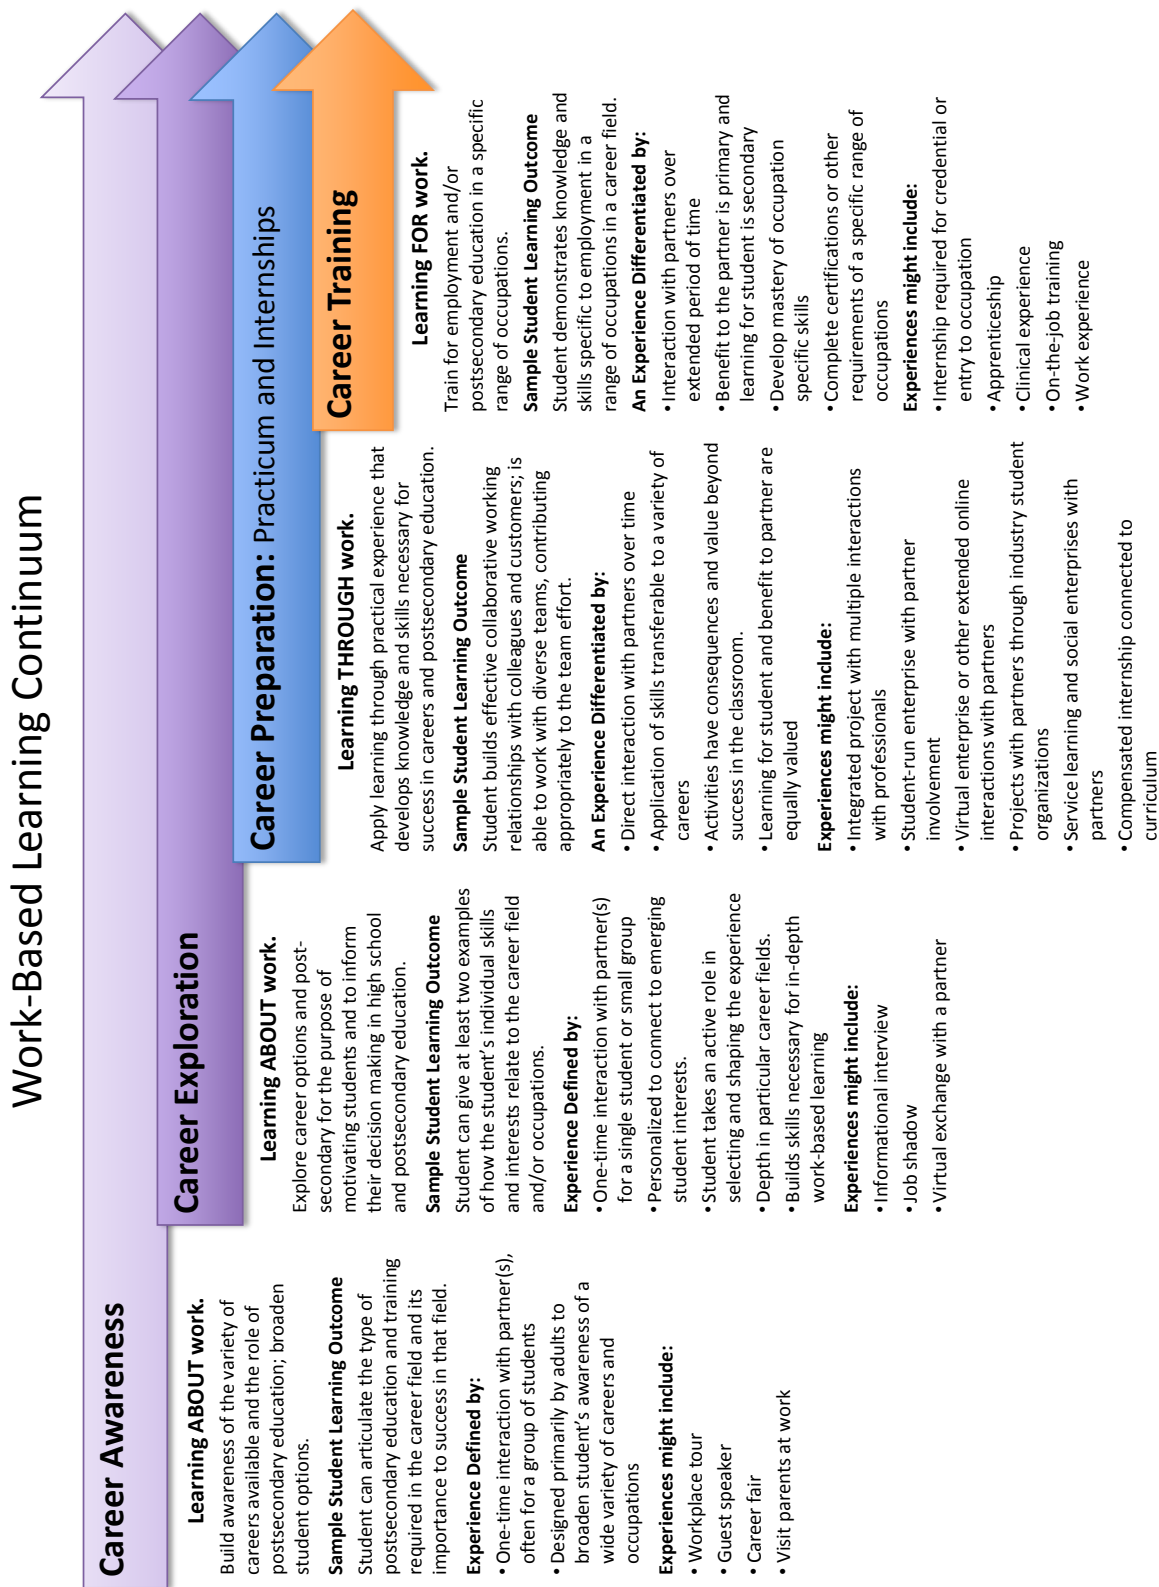 Work-Based Learning Continuum
Career Awareness
Learning ABOUT work.
Build awareness of the variety of
careers available and the role of
postsecondary education; broaden
student options.
Sample Student Learning Outcome
Student can articulate the type of
postsecondary education and training
required in the career field and its
importance to success in that field.
Experience Defined by:
• One-time interaction with partner(s),
often for a group of students
• Designed primarily by adults to
broaden student’s awareness of a
wide variety of careers and
occupations
Experiences might include:
• Workplace tour
• Guest speaker
• Career fair
• Visit parents at work
Career Exploration
Learning ABOUT work.
Explore career options and post-
secondary for the purpose of
motivating students and to inform
their decision making in high school
and postsecondary education.
Sample Student Learning Outcome
Student can give at least two examples
of how the student’s individual skills
and interests relate to the career field
and/or occupations.
Experience Defined by:
• One-time interaction with partner(s)
for a single student or small group
• Personalized to connect to emerging
student interests.
• Student takes an active role in
selecting and shaping the experience
• Depth in particular career fields.
• Builds skills necessary for in-depth
work-based learning
Experiences might include:
• Informational interview
• Job shadow
• Virtual exchange with a partner
Career Preparation: Practicum and Internships
Learning THROUGH work.
Apply learning through practical experience that
develops knowledge and skills necessary for
success in careers and postsecondary education.
Sample Student Learning Outcome
Student builds effective collaborative working
relationships with colleagues and customers; is
able to work with diverse teams, contributing
appropriately to the team effort.
An Experience Differentiated by:
• Direct interaction with partners over time
• Application of skills transferable to a variety of
careers
• Activities have consequences and value beyond
success in the classroom.
• Learning for student and benefit to partner are
equally valued
Experiences might include:
• Integrated project with multiple interactions
with professionals
• Student-run enterprise with partner
involvement
• Virtual enterprise or other extended online
interactions with partners
• Projects with partners through industry student
organizations
• Service learning and social enterprises with
partners
• Compensated internship connected to
curriculum
Career Training
Learning FOR work.
Train for employment and/or
postsecondary education in a specific
range of occupations.
Sample Student Learning Outcome
Student demonstrates knowledge and
skills specific to employment in a
range of occupations in a career field.
An Experience Differentiated by:
• Interaction with partners over
extended period of time
• Benefit to the partner is primary and
learning for student is secondary
• Develop mastery of occupation
specific skills
• Complete certifications or other
requirements of a specific range of
occupations
Experiences might include:
• Internship required for credential or
entry to occupation
• Apprenticeship
• Clinical experience
• On-the-job training
• Work experience